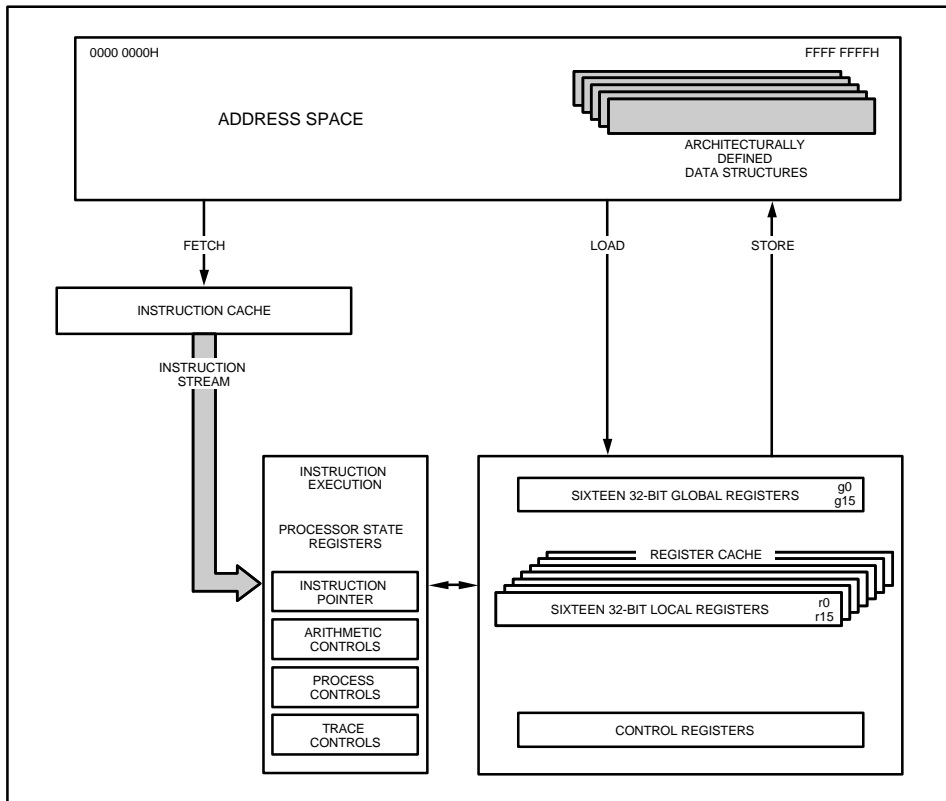 0000 0000H
FFFF FFFFH
ADDRESS SPACE
ARCHITECTURALLY
DEFINED
DATA STRUCTURES
FETCH
LOAD
STORE
INSTRUCTION CACHE
INSTRUCTION
STREAM
INSTRUCTION
EXECUTION
PROCESSOR STATE
REGISTERS
INSTRUCTION
POINTER
ARITHMETIC
CONTROLS
PROCESS
CONTROLS
TRACE
CONTROLS
SIXTEEN 32-BIT GLOBAL REGISTERS
g0
g15
REGISTER CACHE
SIXTEEN 32-BIT LOCAL REGISTERS
r0
r15
CONTROL REGISTERS